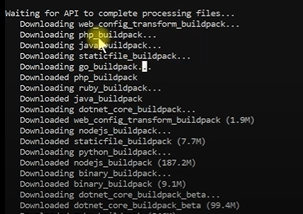 Waiting for API to complete processing files...
Downloading web_config_transform_buildpack...
Downloading php_buildpack...
Downloading java_buildpack...
Downloading staticfile_buildpack...
Downloading go_buildpack...
Downloaded php_buildpack
Downloading ruby_buildpack...
Downloaded java_buildpack
Downloading dotnet_core_buildpack...
Downloaded web_config_transform_buildpack (1.9M)
Downloading nodejs_buildpack...
Downloaded staticfile_buildpack (7.7M)
Downloading python_buildpack...
Downloaded nodejs_buildpack (187.2M)
Downloading binary_buildpack...
Downloaded binary_buildpack (9.1M)
Downloading dotnet_core_buildpack_beta...
Downloaded dotnet_core_buildpack_beta (99.4M)